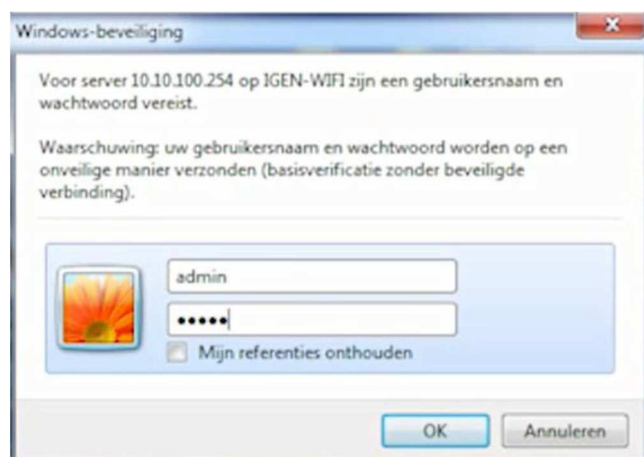 Windows-beveiliging
Voor server 10.10.100.254 op IGEN-WIFI zijn een gebruikersnaam en
wachtwoord vereist.
Waarschuwing: uw gebruikersnaam en wachtwoord worden op een
onveilige manier verzonden (basisverificatie zonder beveiligde
verbinding).
admin
•••••
Mijn referenties onthouden
OK
Annuleren